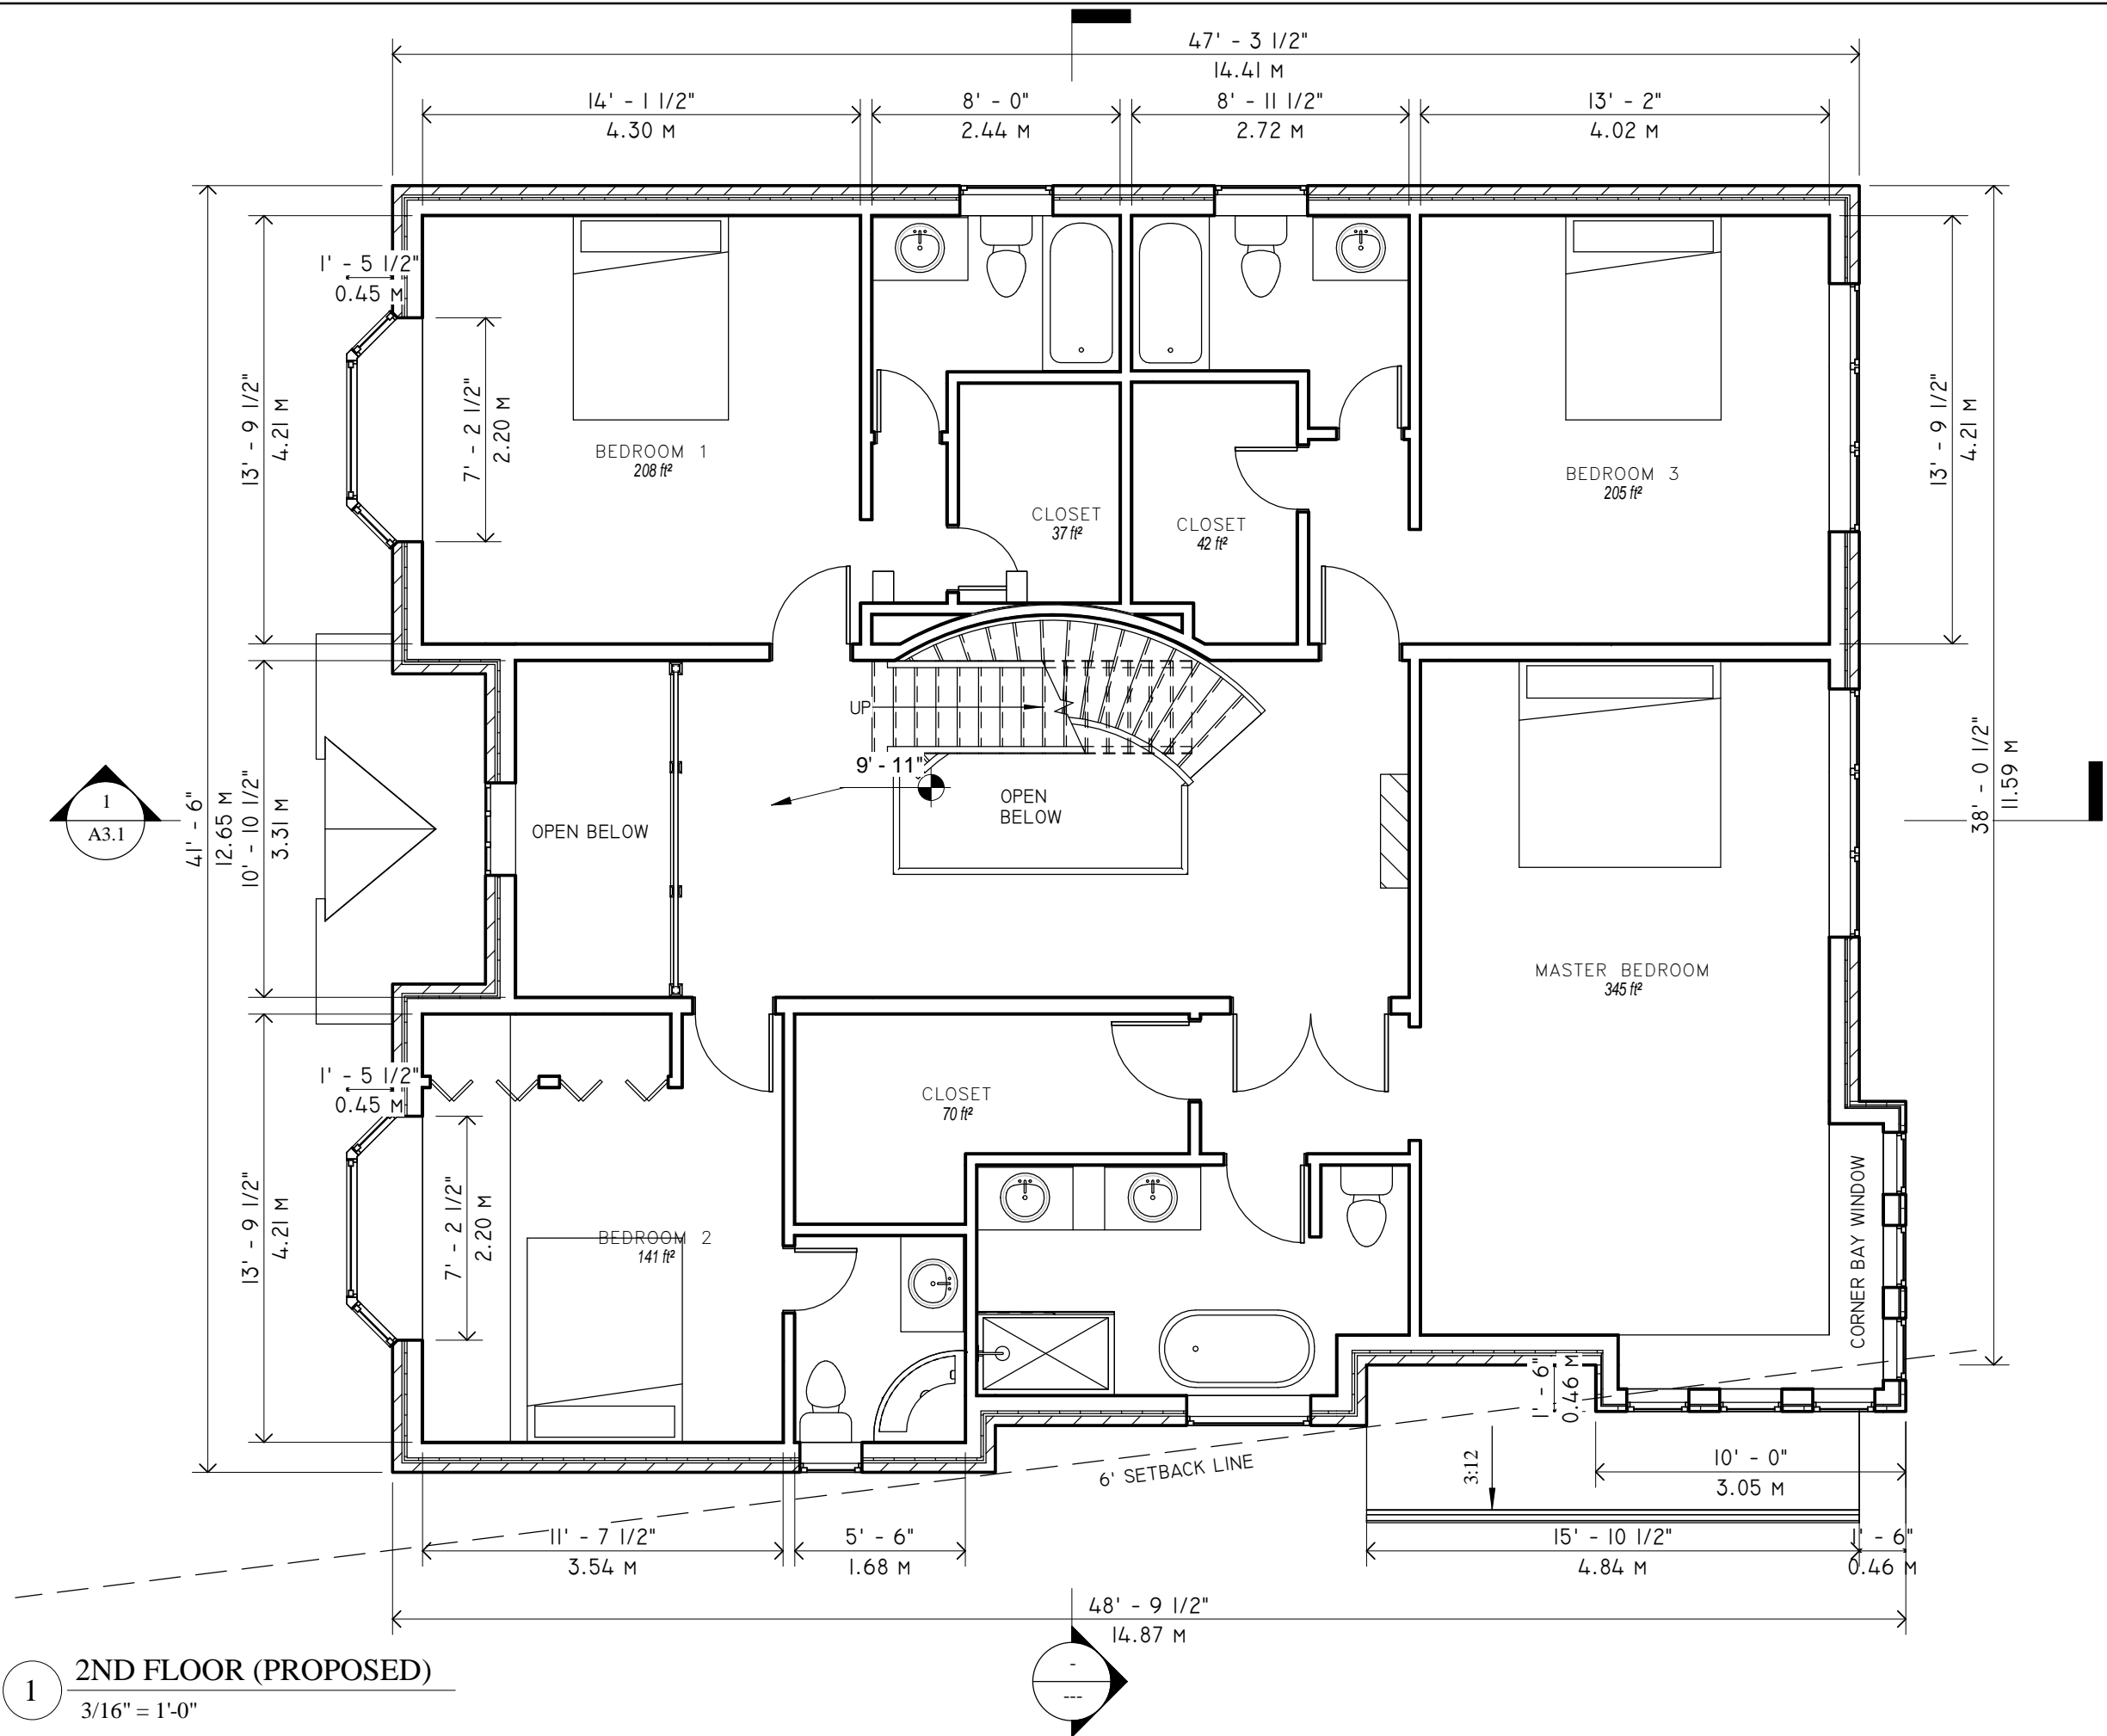 47' - 3 1/2"
14.41 M
14' - 1 1/2"
4.30 M
8' - 0"
2.44 M
8' - 11 1/2"
2.72 M
13' - 2"
4.02 M
1' - 5 1/2"
0.45 M
13' - 9 1/2"
4.21 M
7' - 2 1/2"
2.20 M
BEDROOM 1
208 ft²
CLOSET
37 ft²
CLOSET
42 ft²
BEDROOM 3
205 ft²
13' - 9 1/2"
4.21 M
UP
9' - 11"
OPEN
BELOW
OPEN BELOW
1
A3.1
41' - 6"
12.65 M
10' - 10 1/2"
3.31 M
38' - 0 1/2"
11.59 M
MASTER BEDROOM
345 ft²
1' - 5 1/2"
0.45 M
CLOSET
70 ft²
13' - 9 1/2"
4.21 M
7' - 2 1/2"
2.20 M
BEDROOM 2
141 ft²
CORNER BAY WINDOW
1' - 6"
0.46 M
6' SETBACK LINE
3:12
10' - 0"
3.05 M
11' - 7 1/2"
3.54 M
5' - 6"
1.68 M
15' - 10 1/2"
4.84 M
1' - 6"
0.46 M
48' - 9 1/2"
14.87 M
-
---
1
2ND FLOOR (PROPOSED)
3/16" = 1'-0"